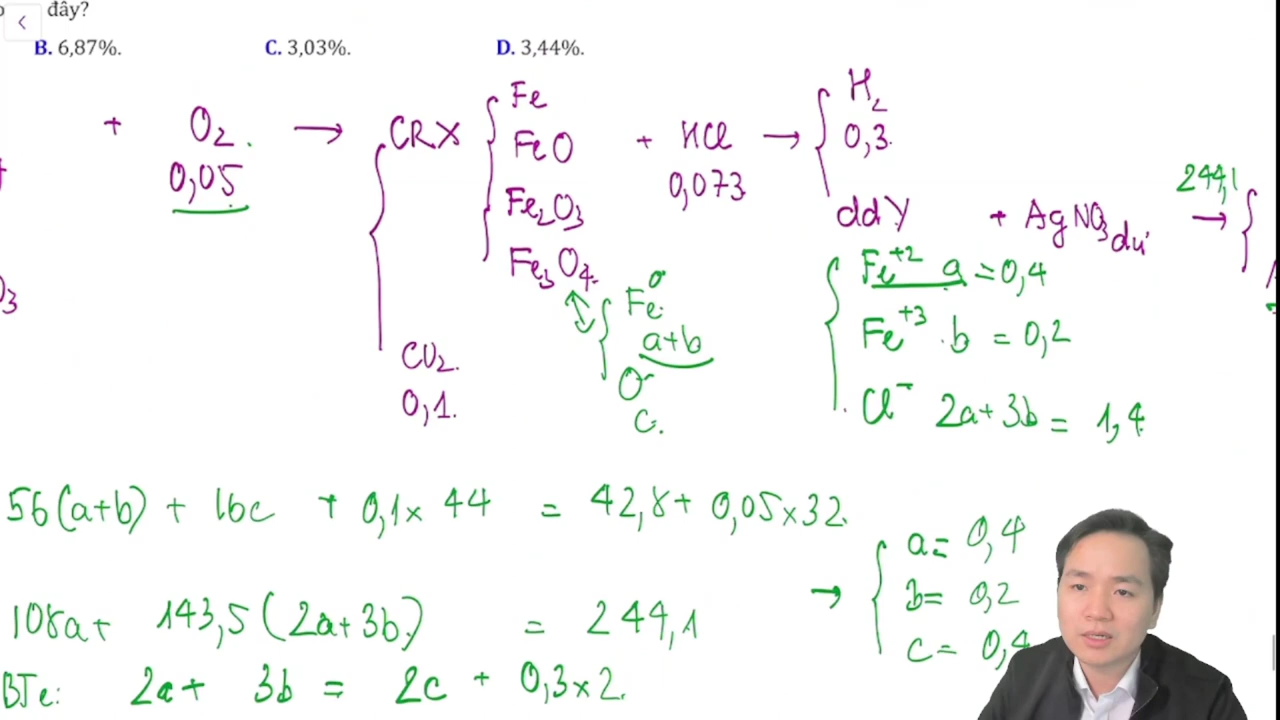 đây?
B. 6,87%.
C. 3,03%.
D. 3,44%.
+ O₂ → CRX
0,05
Fe
FeO
Fe₂O₃
Fe₃O₄
+ HCl →
0,073
H₂
0,3
ddY + AgNO₃ dư →
244,1
Fe⁺² a = 0,4
Fe⁺³ b = 0,2
Cl⁻ 2a+3b = 1,4
O₃
Fe⁰
a+b
O
c.
CO₂
0,1
56(a+b) + 16c + 0,1 × 44 = 42,8 + 0,05 × 32
108a + 143,5(2a+3b) = 244,1
BTe: 2a + 3b = 2c + 0,3 × 2
→
a = 0,4
b = 0,2
c = 0,4